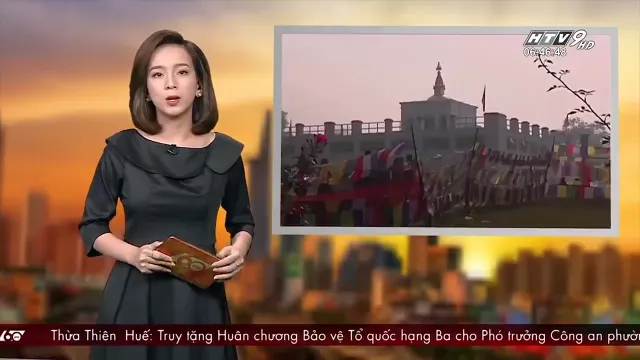 HTV9 HD
06:46:48
60
Thừa Thiên Huế: Truy tặng Huân chương Bảo vệ Tổ quốc hạng Ba cho Phó trưởng Công an phườ